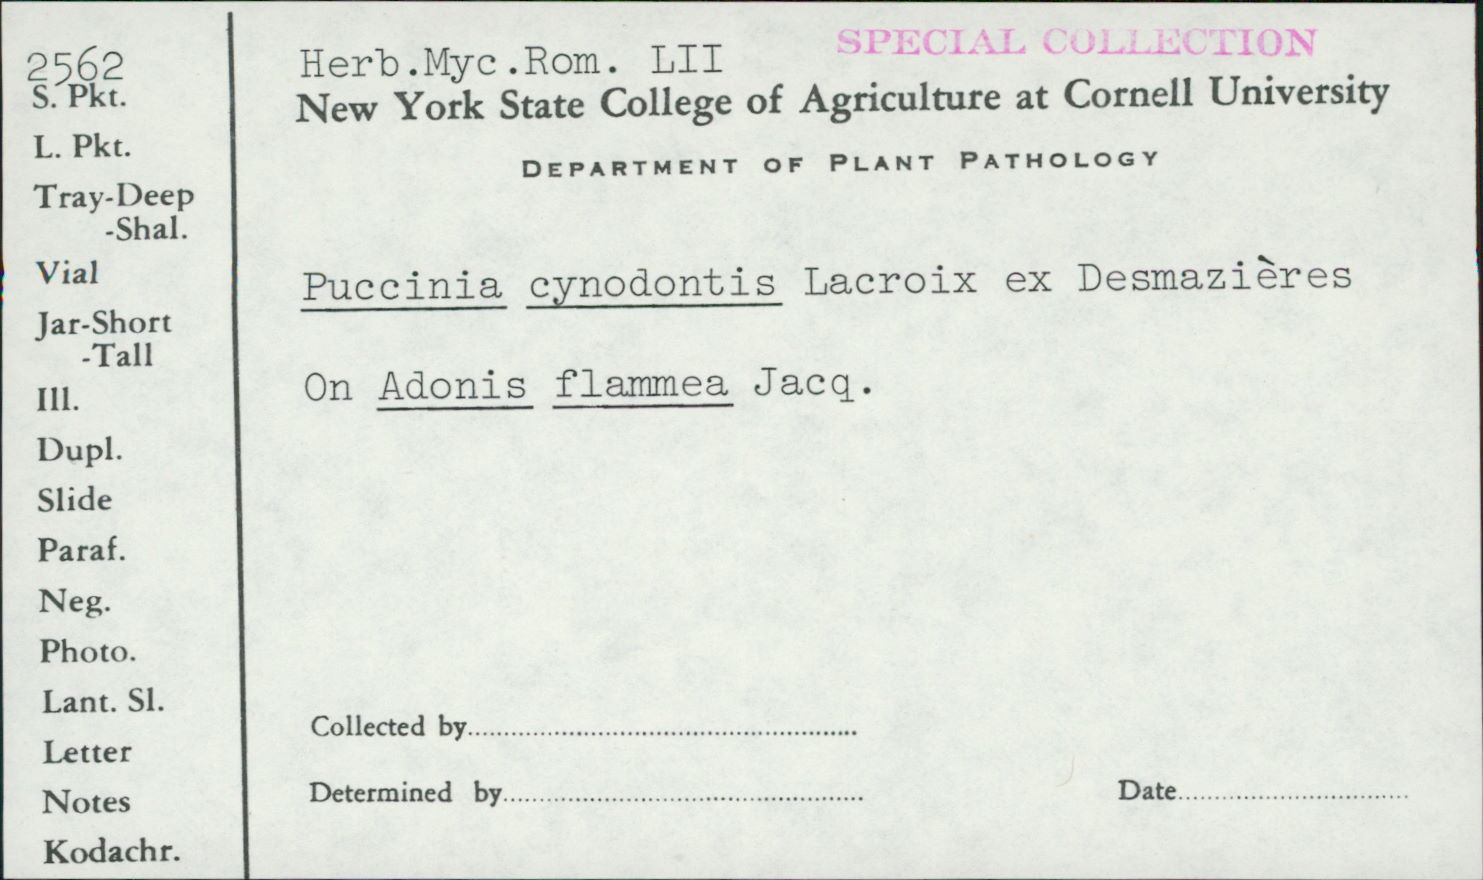 2562
S. Pkt.
L. Pkt.
Tray-Deep
-Shal.
Vial
Jar-Short
-Tall
Ill.
Dupl.
Slide
Paraf.
Neg.
Photo.
Lant. Sl.
Letter
Notes
Kodachr.
SPECIAL COLLECTION
Herb.Myc.Rom. LII
New York State College of Agriculture at Cornell University
DEPARTMENT OF PLANT PATHOLOGY
Puccinia cynodontis Lacroix ex Desmazières
On Adonis flammea Jacq.
Collected by
Determined by
Date